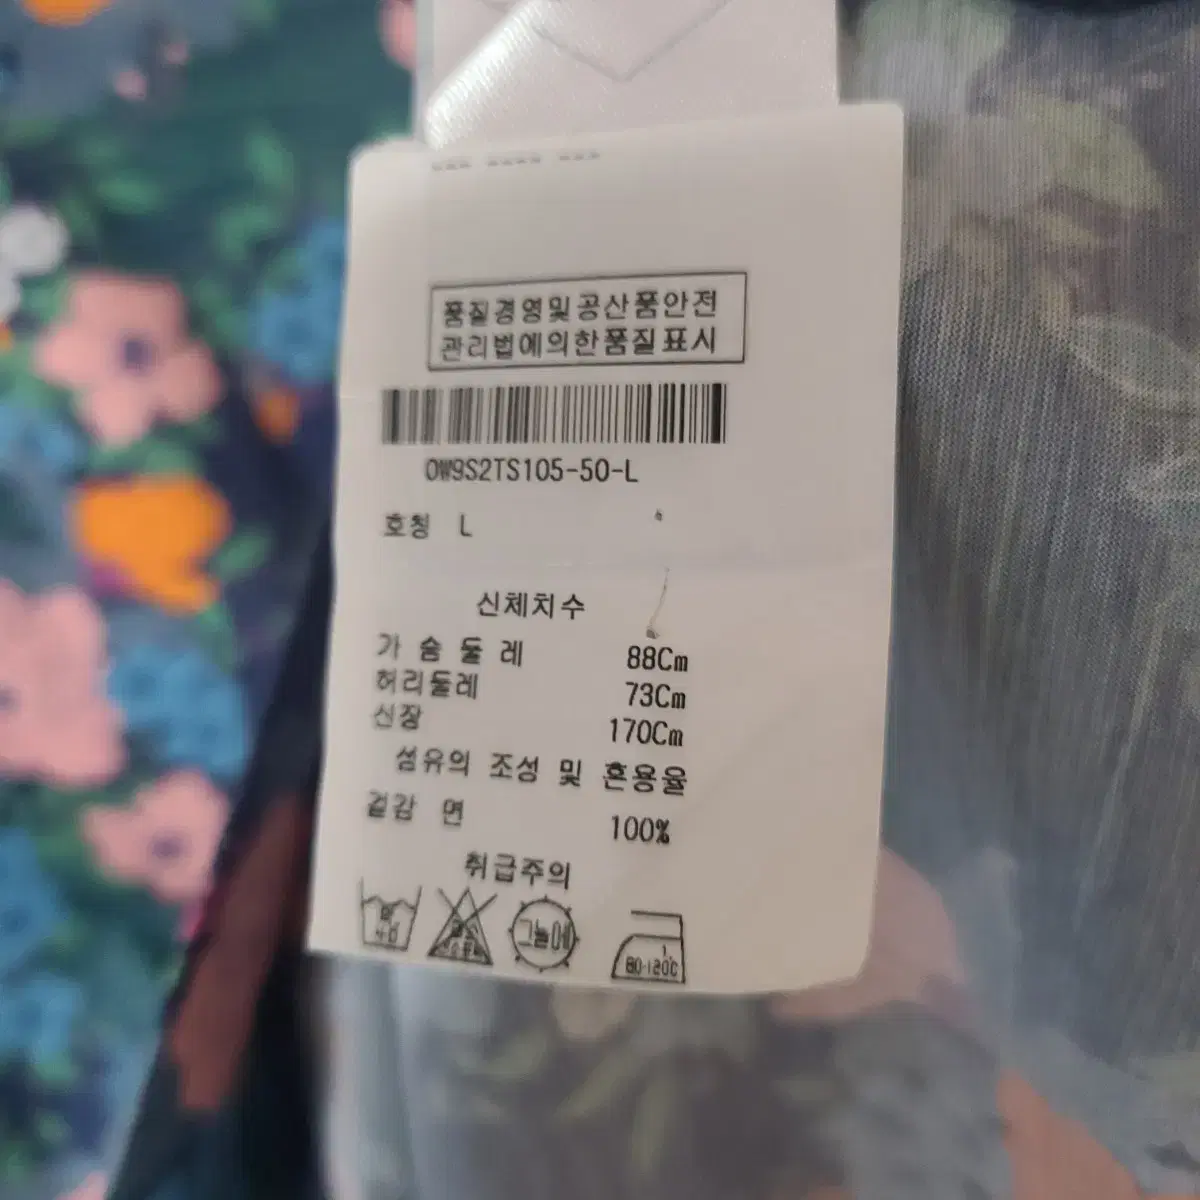 품질경영및공산품안전
관리법에의한품질표시
OW9S2TS105-50-L
호칭 L
신체치수
가슴둘레 88Cm
허리둘레 73Cm
신장 170Cm
섬유의 조성 및 혼용율
겉감 면 100%
취급주의
그늘에
80-120℃